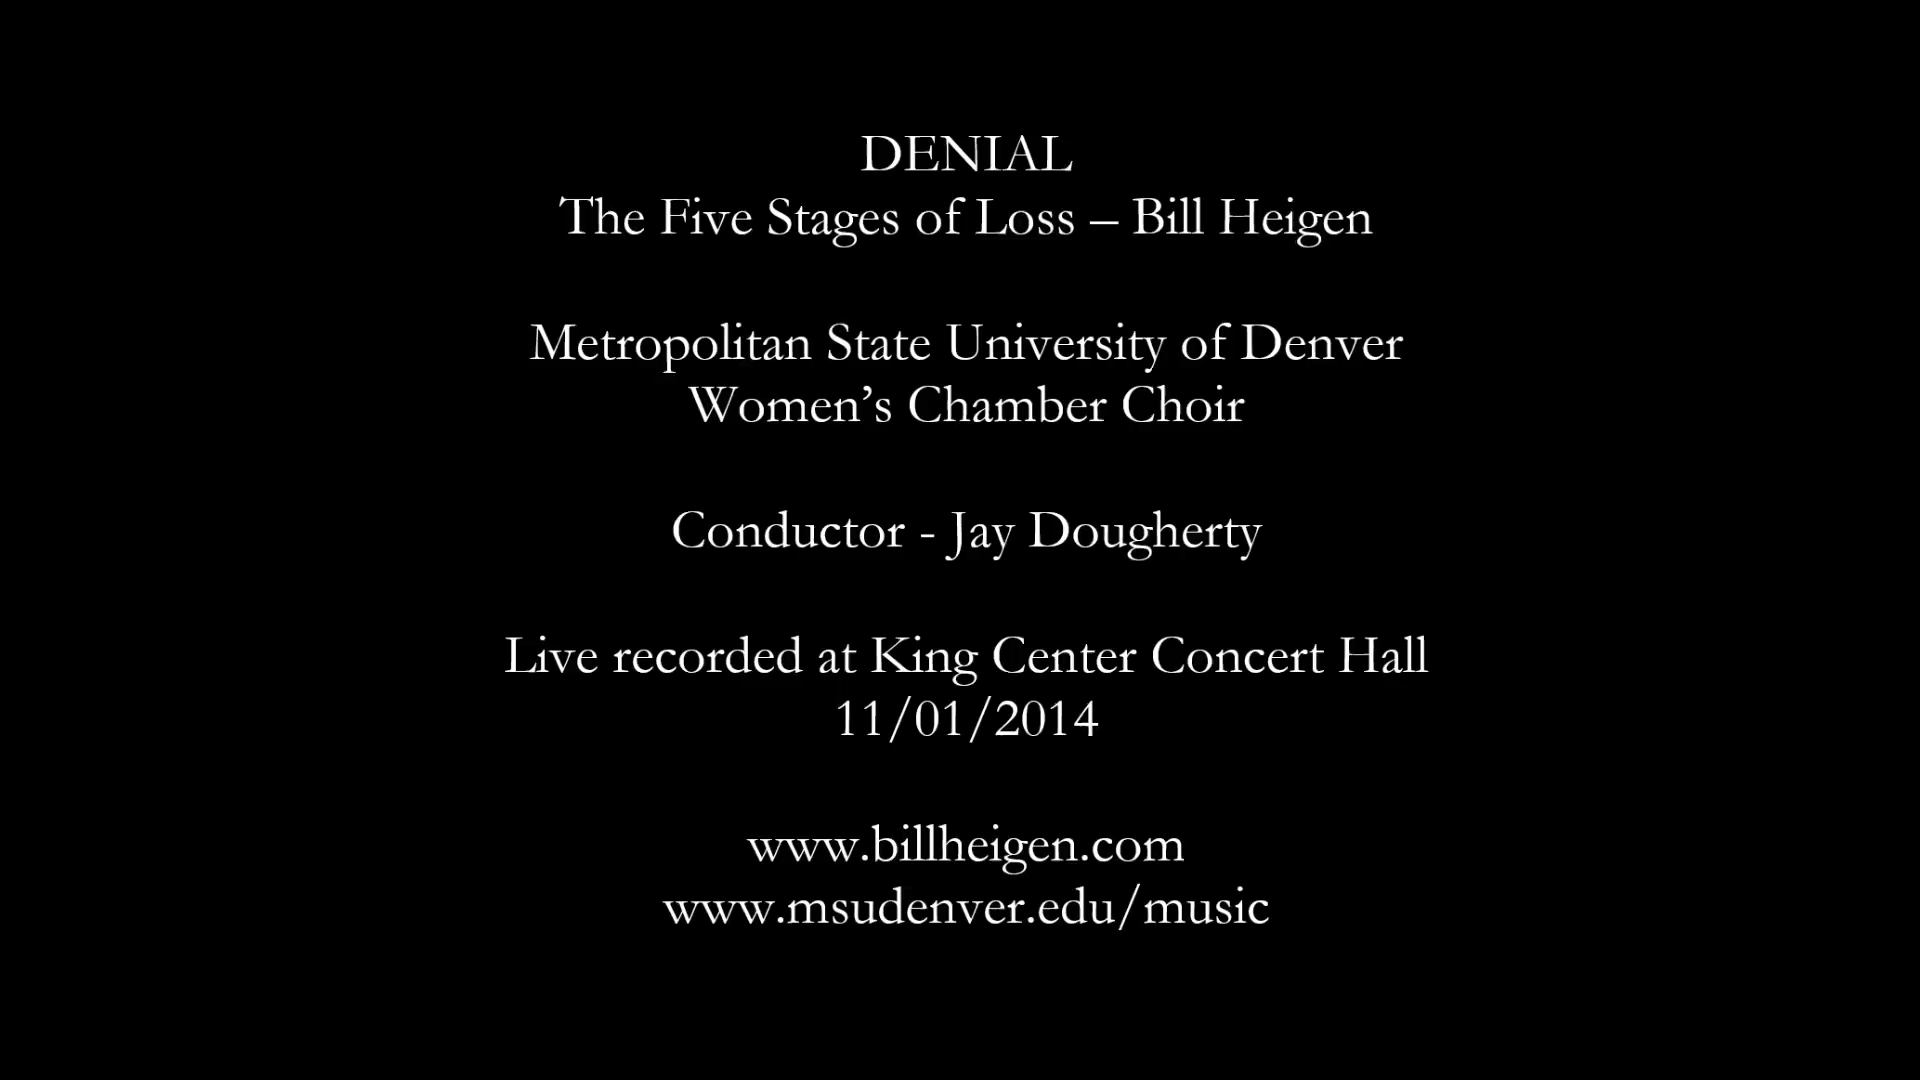 DENIAL
The Five Stages of Loss – Bill Heigen
Metropolitan State University of Denver
Women’s Chamber Choir
Conductor - Jay Dougherty
Live recorded at King Center Concert Hall
11/01/2014
www.billheigen.com
www.msudenver.edu/music